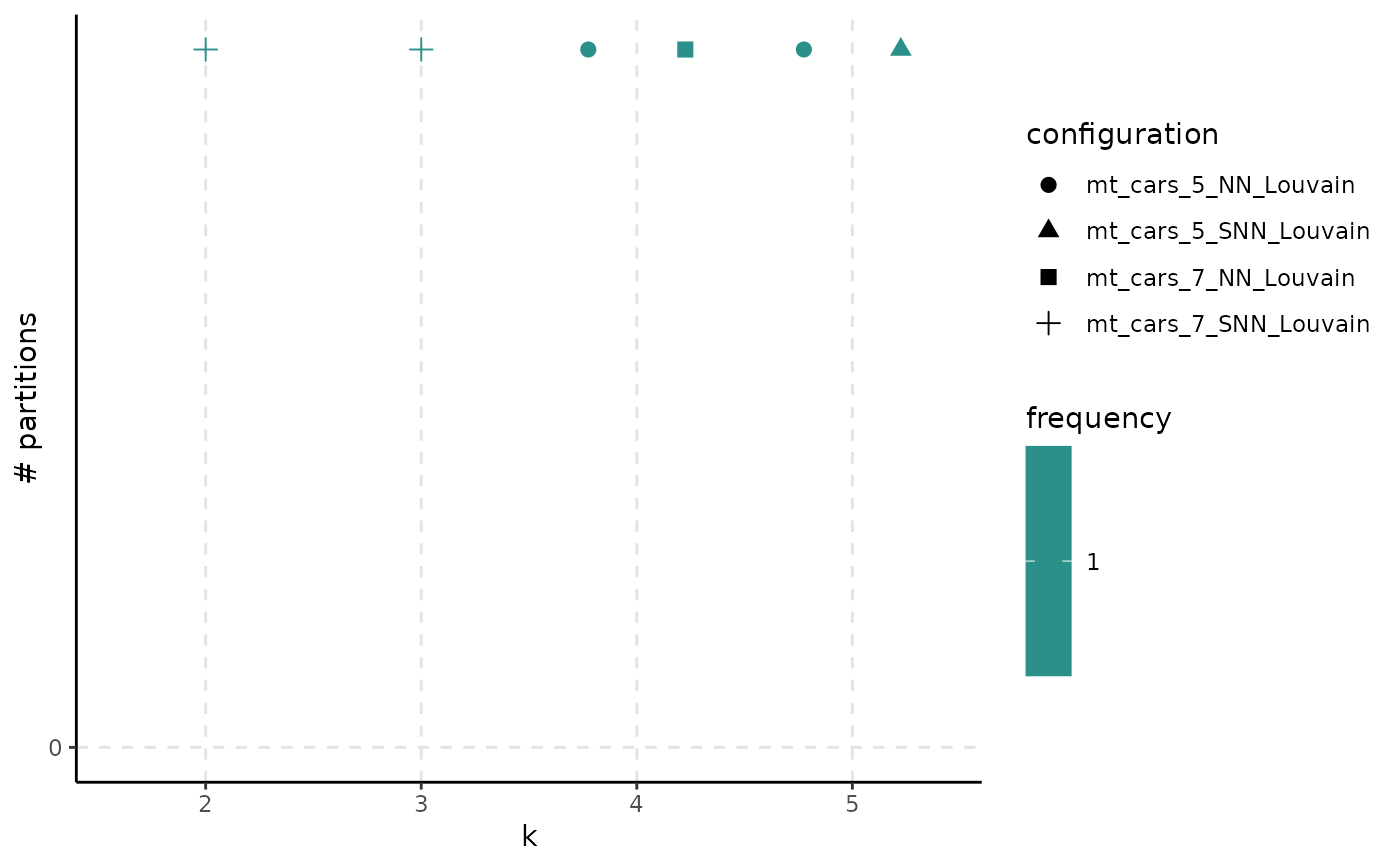 # partitions
0
2 3 4 5
k
configuration
mt_cars_5_NN_Louvain
mt_cars_5_SNN_Louvain
mt_cars_7_NN_Louvain
mt_cars_7_SNN_Louvain
frequency
1